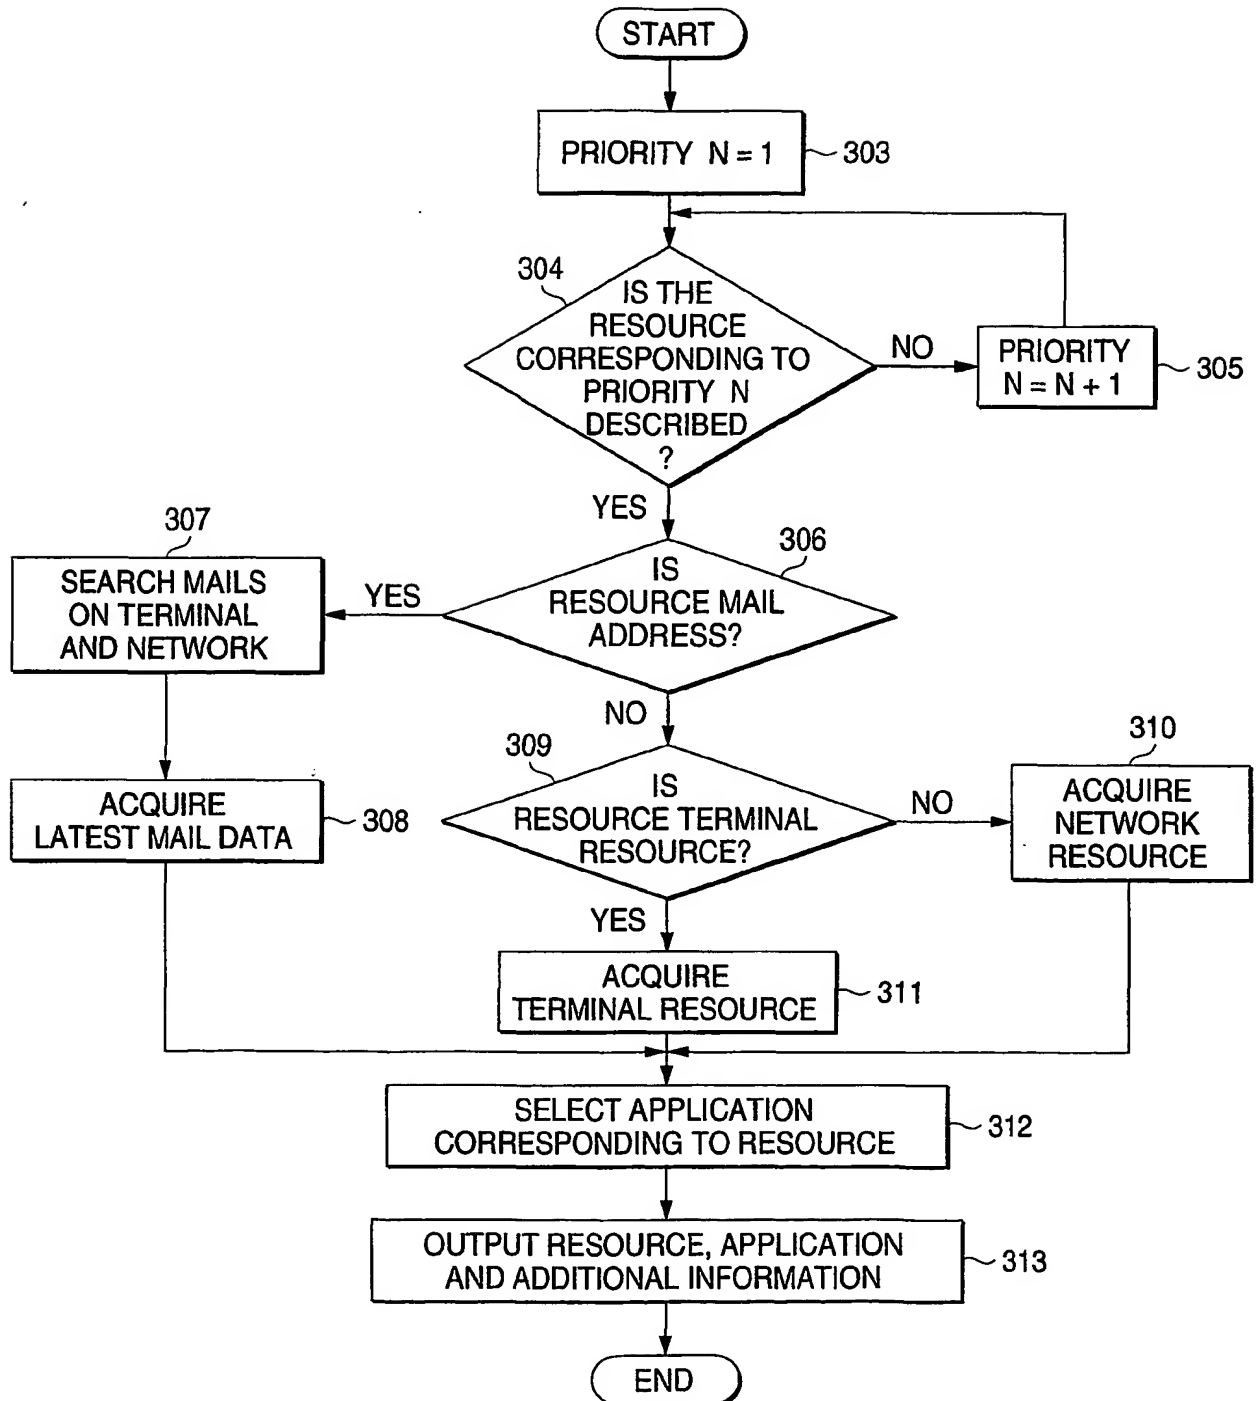 START
PRIORITY N = 1
303
304
IS THE
RESOURCE
CORRESPONDING TO
PRIORITY N
DESCRIBED
?
NO
PRIORITY
N = N + 1
305
YES
307
SEARCH MAILS
ON TERMINAL
AND NETWORK
YES
306
IS
RESOURCE MAIL
ADDRESS?
NO
ACQUIRE
LATEST MAIL DATA
308
309
IS
RESOURCE TERMINAL
RESOURCE?
NO
310
ACQUIRE
NETWORK
RESOURCE
YES
ACQUIRE
TERMINAL RESOURCE
311
SELECT APPLICATION
CORRESPONDING TO RESOURCE
312
OUTPUT RESOURCE, APPLICATION
AND ADDITIONAL INFORMATION
313
END